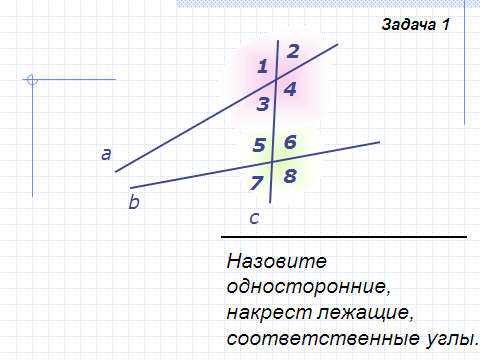 Задача 1
1 2
3 4
5 6
7 8
a
b
c
Назовите
односторонние,
накрест лежащие,
соответственные углы.